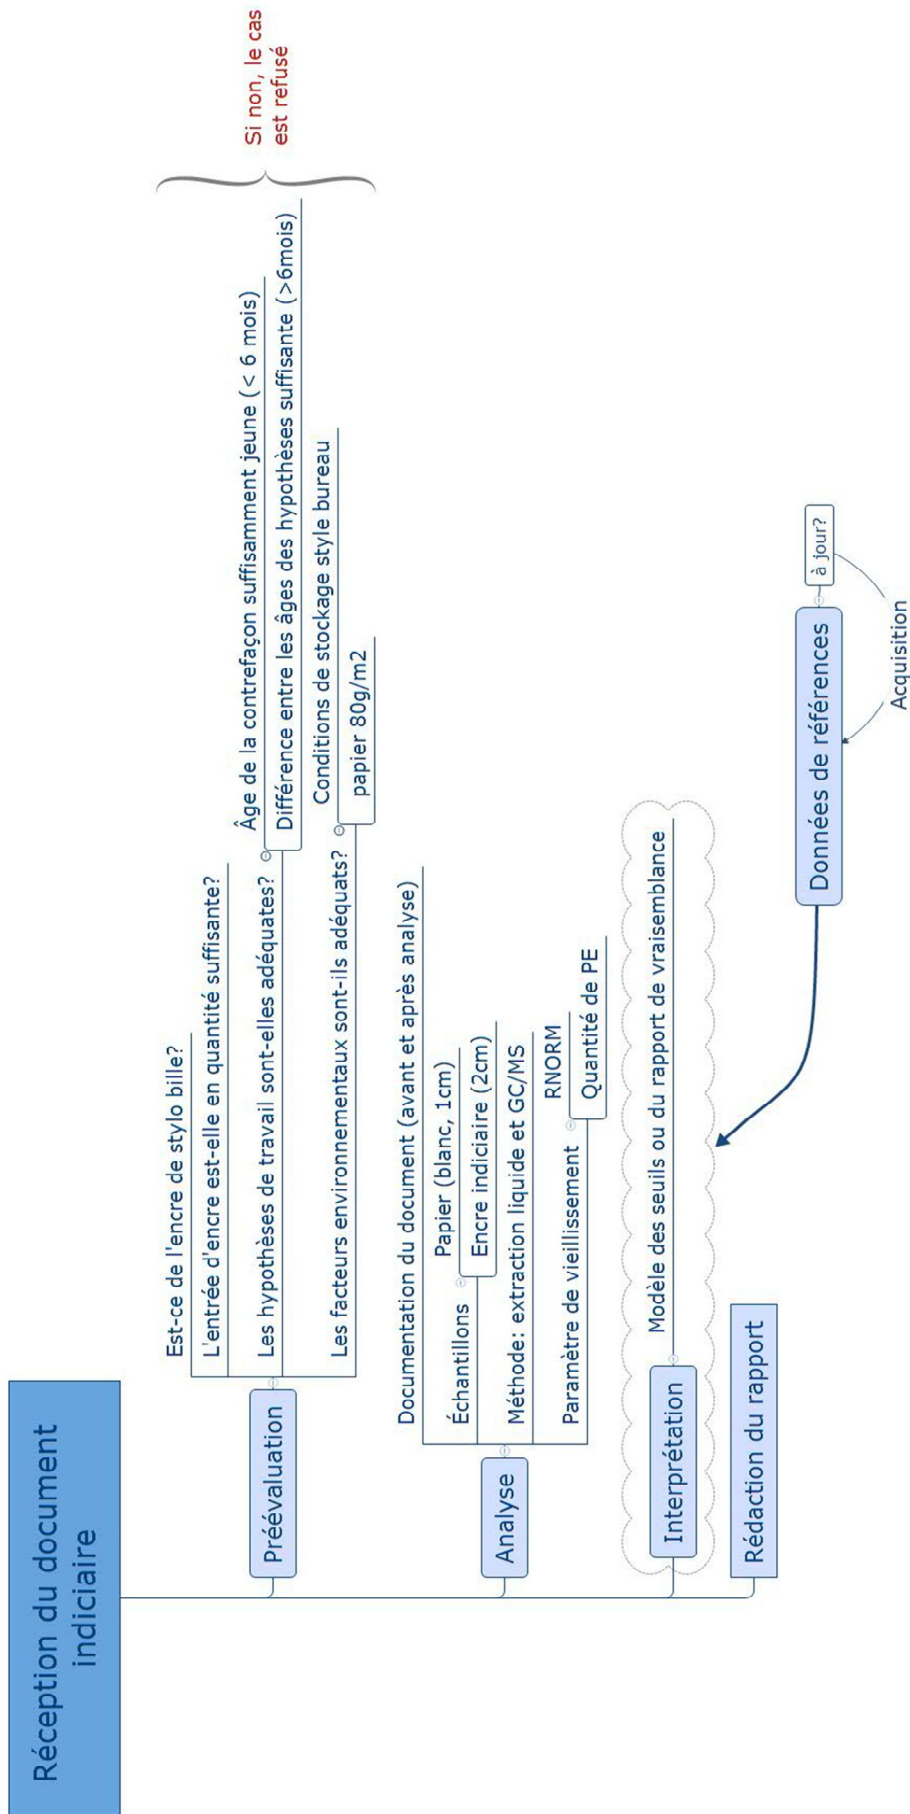 Réception du document
indiciaire
Préévaluation
Est-ce de l'encre de stylo bille?
L'entrée d'encre est-elle en quantité suffisante?
Les hypothèses de travail sont-elles adéquates?
Âge de la contrefaçon suffisamment jeune (< 6 mois)
Différence entre les âges des hypothèses suffisante (>6mois)
Les facteurs environnementaux sont-ils adéquats?
Conditions de stockage style bureau
papier 80g/m2
Si non, le cas
est refusé
Analyse
Documentation du document (avant et après analyse)
Échantillons
Papier (blanc, 1cm)
Encre indiciaire (2cm)
Méthode: extraction liquide et GC/MS
Paramètre de vieillissement
RNORM
Quantité de PE
Interprétation
Modèle des seuils ou du rapport de vraisemblance
Rédaction du rapport
Données de références
à jour?
Acquisition